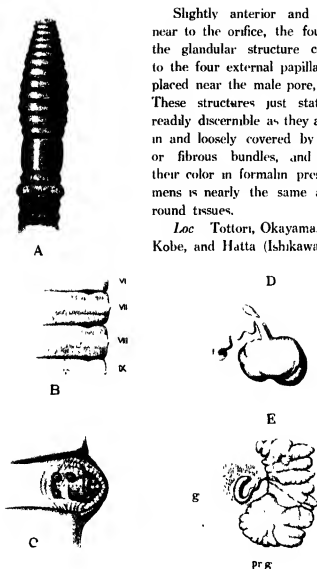 Slightly anterior and
near to the orifice, the fou
the glandular structure c
to the four external papilla
placed near the male pore,
These structures just stat
readily discernible as they a
in and loosely covered by
or fibrous bundles, and
their color in formalin pres
mens is nearly the same a
round tissues.
Loc Tottori, Okayama,
Kobe, and Hatta (Ishikawa
A
VI
VII
VIII
IX
B
D
C
E
g
pr g